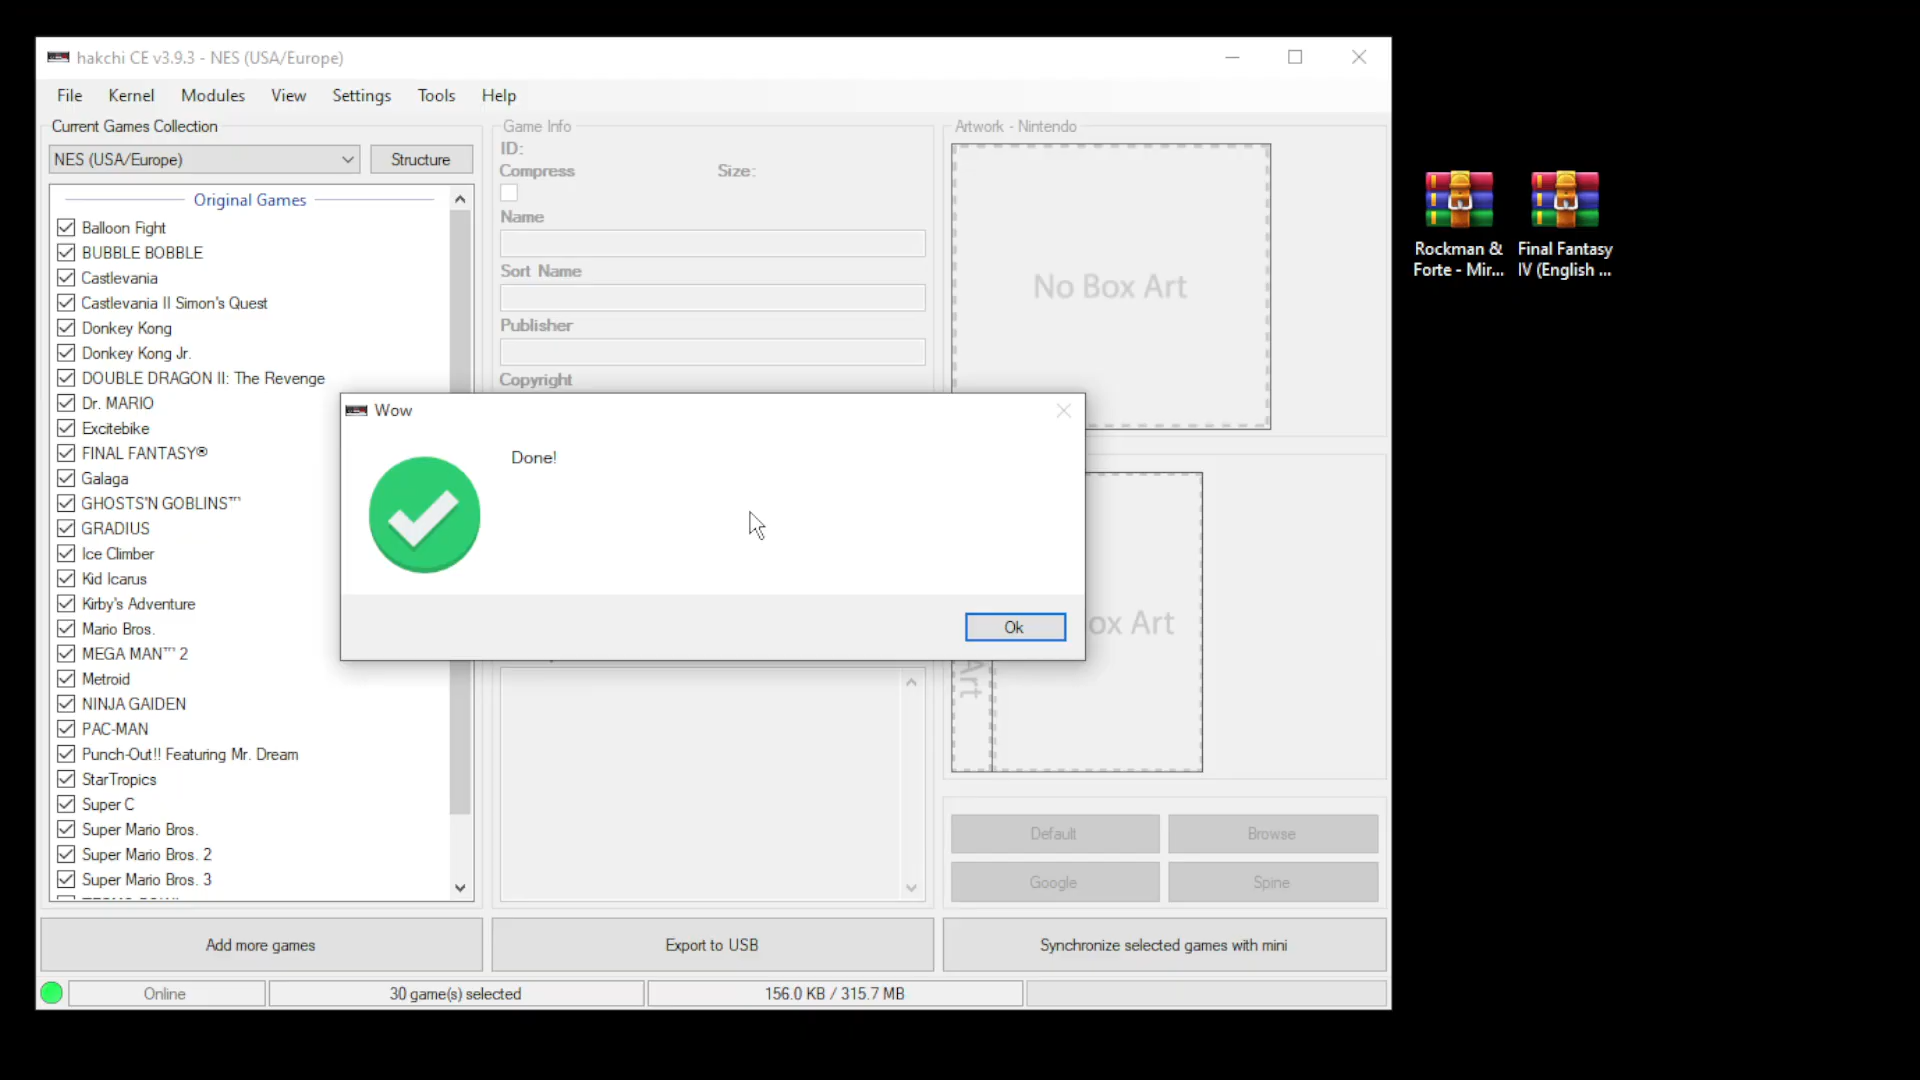 hakchi CE v3.9.3 - NES (USA/Europe)
File Kernel Modules View Settings Tools Help
Current Games Collection
NES (USA/Europe)
Structure
Original Games
Balloon Fight
BUBBLE BOBBLE
Castlevania
Castlevania II Simon's Quest
Donkey Kong
Donkey Kong Jr.
DOUBLE DRAGON II: The Revenge
Dr. MARIO
Excitebike
FINAL FANTASY®
Galaga
GHOSTS'N GOBLINS™
GRADIUS
Ice Climber
Kid Icarus
Kirby's Adventure
Mario Bros.
MEGA MAN™ 2
Metroid
NINJA GAIDEN
PAC-MAN
Punch-Out!! Featuring Mr. Dream
StarTropics
Super C
Super Mario Bros.
Super Mario Bros. 2
Super Mario Bros. 3
Game Info
ID:
Compress
Size:
Name
Sort Name
Publisher
Copyright
Artwork - Nintendo
No Box Art
Wow
Done!
Ok
ox Art
Art
Default
Browse
Google
Spine
Add more games
Export to USB
Synchronize selected games with mini
Online
30 game(s) selected
156.0 KB / 315.7 MB
Rockman &
Forte - Mir...
Final Fantasy
IV (English ...